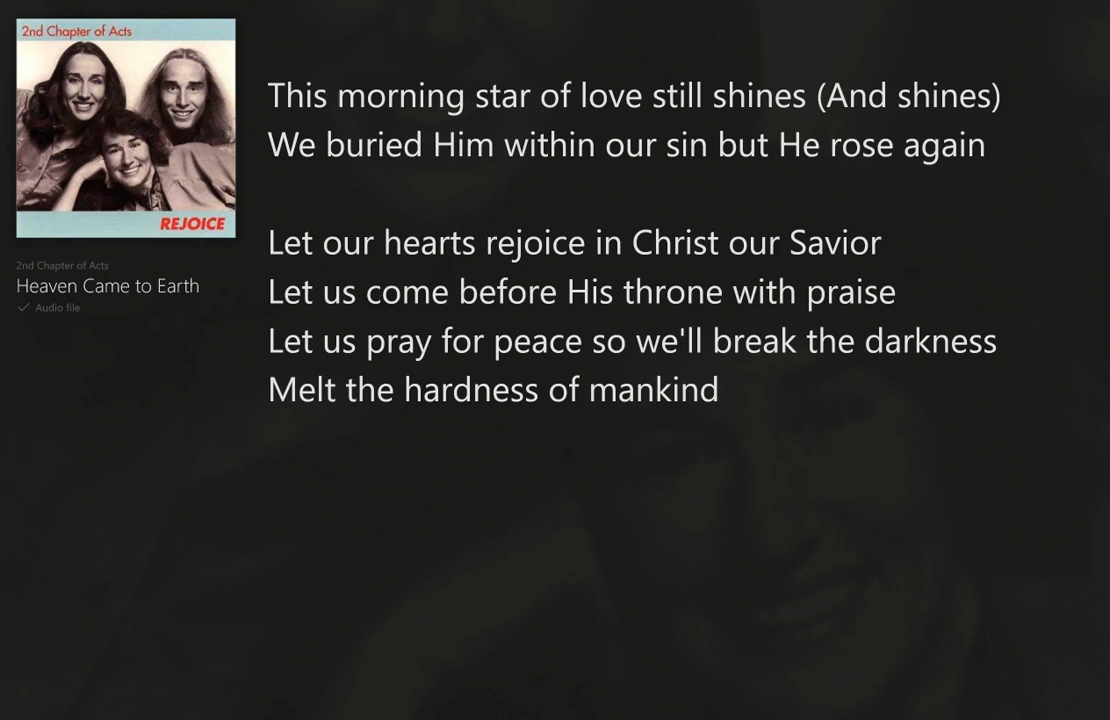 2nd Chapter of Acts
REJOICE
2nd Chapter of Acts
Heaven Came to Earth
Audio file
This morning star of love still shines (And shines)
We buried Him within our sin but He rose again
Let our hearts rejoice in Christ our Savior
Let us come before His throne with praise
Let us pray for peace so we'll break the darkness
Melt the hardness of mankind